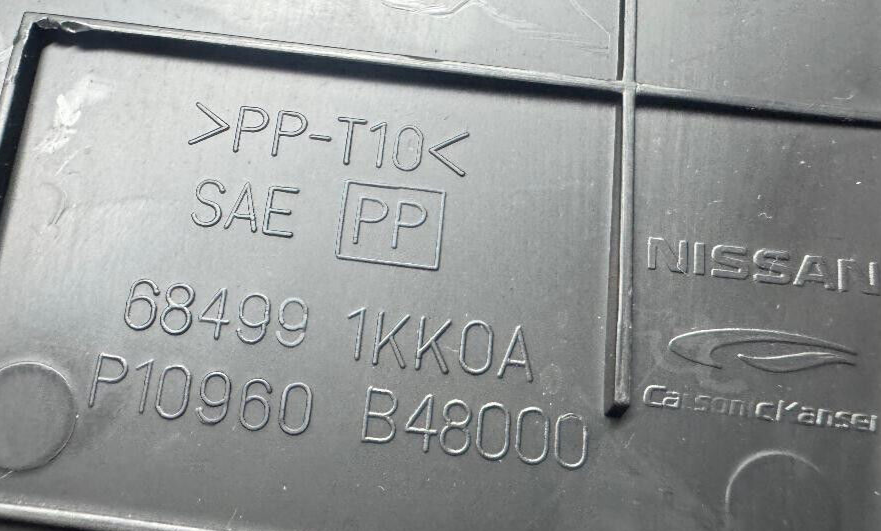 >PP-T10<
SAE PP
68499 1KK0A
P10960 B48000
NISSAN
CalsonicKansei